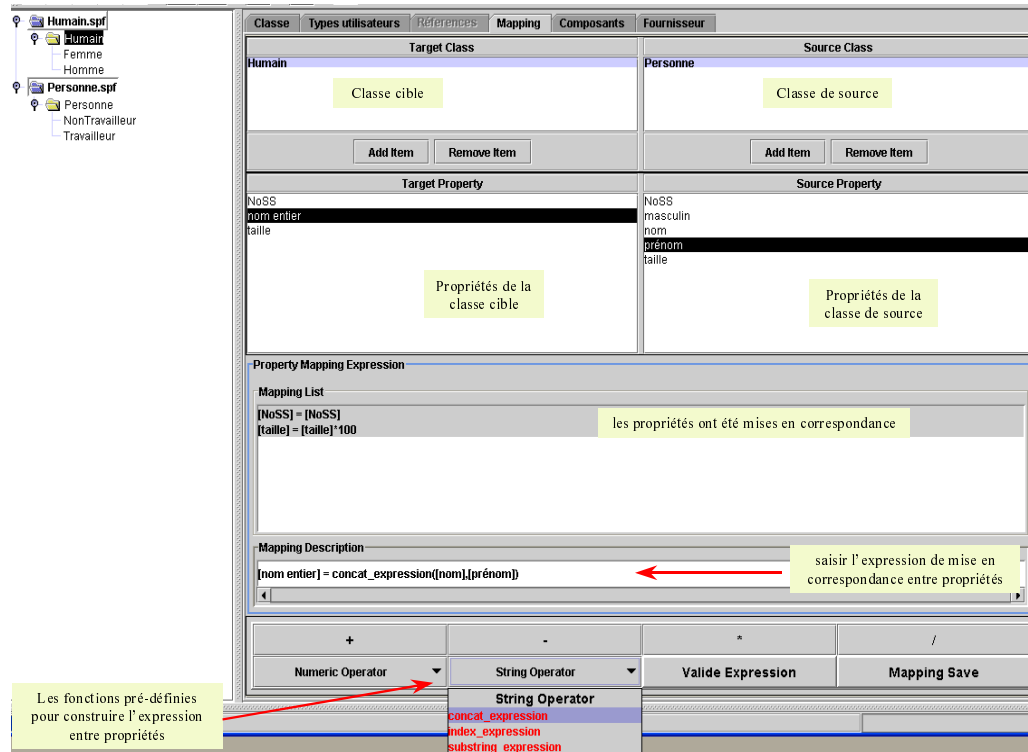 Humain.spf
Humain
Femme
Homme
Personne.spf
Personne
NonTravailleur
Travailleur
Classe Types utilisateurs Références Mapping Composants Fournisseur
Target Class Source Class
Humain Personne
Classe cible Classe de source
Add Item Remove Item Add Item Remove Item
Target Property Source Property
NoSS
nom entier
taille
NoSS
masculin
nom
prénom
taille
Propriétés de la
classe cible
Propriétés de la
classe de source
Property Mapping Expression
Mapping List
[NoSS] = [NoSS]
[taille] = [taille]*100
les propriétés ont été mises en correspondance
Mapping Description
[nom entier] = concat_expression([nom],[prénom])
saisir l'expression de mise en
correspondance entre propriétés
+ - * /
Numeric Operator String Operator Valide Expression Mapping Save
String Operator
concat_expression
index_expression
substring_expression
Les fonctions pré-définies
pour construire l'expression
entre propriétés